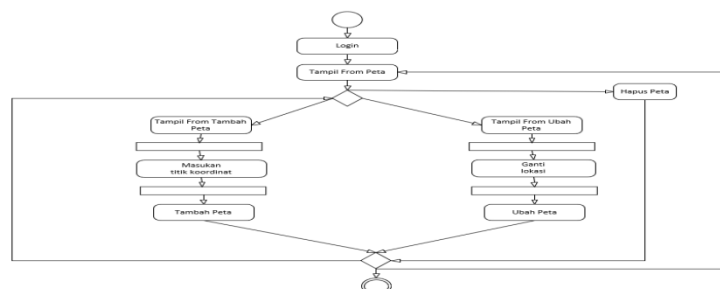 Login
Tampil From Peta
Hapus Peta
Tampil From Tambah
Peta
Tampil From Ubah
Peta
Masukan
titik koordinat
Ganti
lokasi
Tambah Peta
Ubah Peta